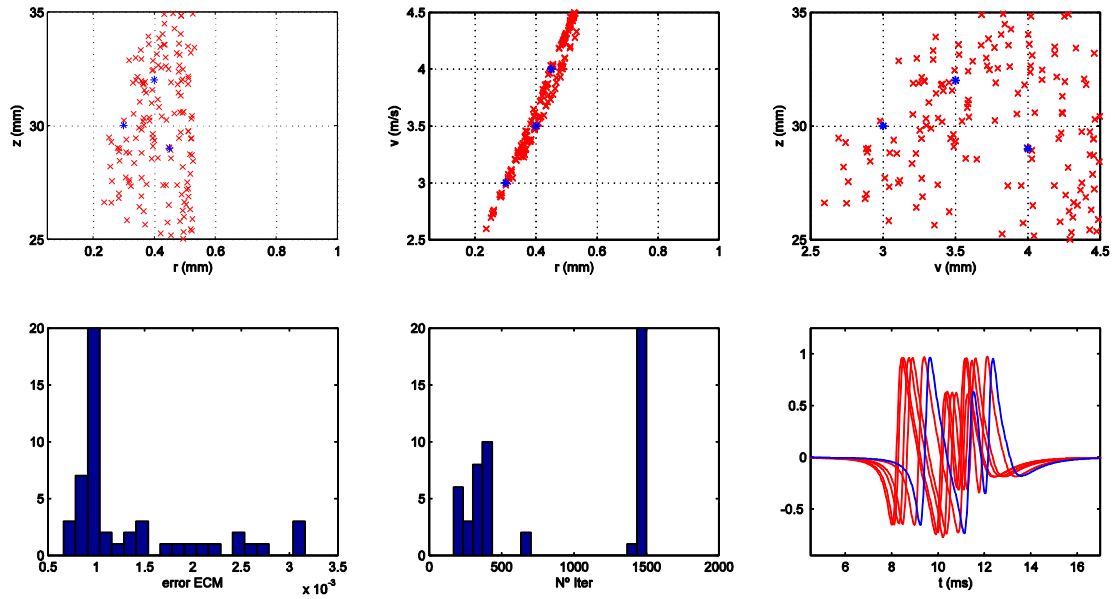 35
30
25
z (mm)
0.2 0.4 0.6 0.8 1
r (mm)
4.5
4
3.5
3
2.5
v (m/s)
0.2 0.4 0.6 0.8 1
r (mm)
35
30
25
z (mm)
2.5 3 3.5 4 4.5
v (mm)
20
15
10
5
0
0.5 1 1.5 2 2.5 3 3.5
x 10⁻³
error ECM
20
15
10
5
0
0 500 1000 1500 2000
Nº Iter
1
0.5
0
-0.5
6 8 10 12 14 16
t (ms)